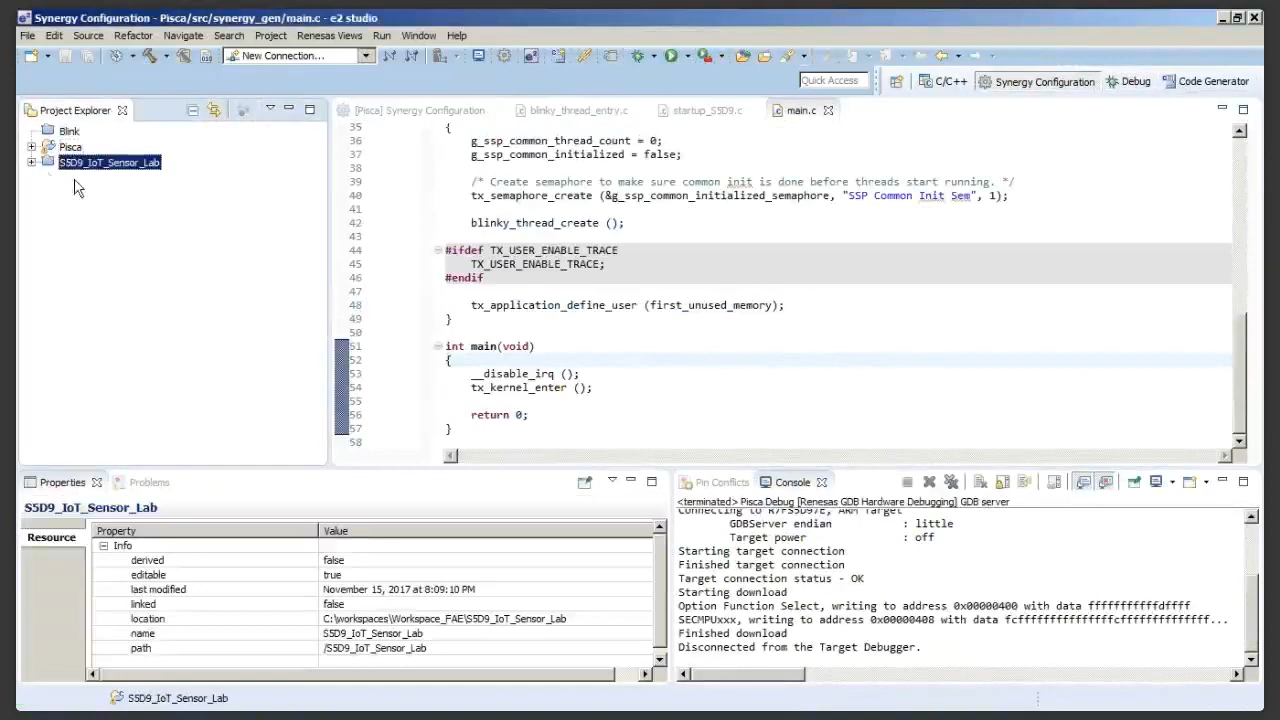 Synergy Configuration - Pisca/src/synergy_gen/main.c - e2 studio
File Edit Source Refactor Navigate Search Project Renesas Views Run Window Help
New Connection...
Quick Access
C/C++ Synergy Configuration Debug Code Generator
Project Explorer
Blink
Pisca
S5D9_IoT_Sensor_Lab
[Pisca] Synergy Configuration blinky_thread_entry.c startup_S5D9.c main.c
35 {
36 g_ssp_common_thread_count = 0;
37 g_ssp_common_initialized = false;
38
39 /* Create semaphore to make sure common init is done before threads start running. */
40 tx_semaphore_create (&g_ssp_common_initialized_semaphore, "SSP Common Init Sem", 1);
41
42 blinky_thread_create ();
43
44 #ifdef TX_USER_ENABLE_TRACE
45 TX_USER_ENABLE_TRACE;
46 #endif
47
48 tx_application_define_user (first_unused_memory);
49 }
50
51 int main(void)
52 {
53 __disable_irq ();
54 tx_kernel_enter ();
55
56 return 0;
57 }
58
Properties Problems
S5D9_IoT_Sensor_Lab
Resource
Property Value
Info
derived false
editable true
last modified November 15, 2017 at 8:09:10 PM
linked false
location C:\workspaces\Workspace_FAE\S5D9_IoT_Sensor_Lab
name S5D9_IoT_Sensor_Lab
path /S5D9_IoT_Sensor_Lab
Pin Conflicts Console
<terminated> Pisca Debug [Renesas GDB Hardware Debugging] GDB server
Connecting to R7FS5D97E, ARM Target
GDBServer endian : little
Target power : off
Starting target connection
Finished target connection
Target connection status - OK
Starting download
Option Function Select, writing to address 0x00000400 with data fffffffffffdffff
SECMPUxxx, writing to address 0x00000408 with data fcffffffffffffffcfffffffffffffff...
Finished download
Disconnected from the Target Debugger.
S5D9_IoT_Sensor_Lab